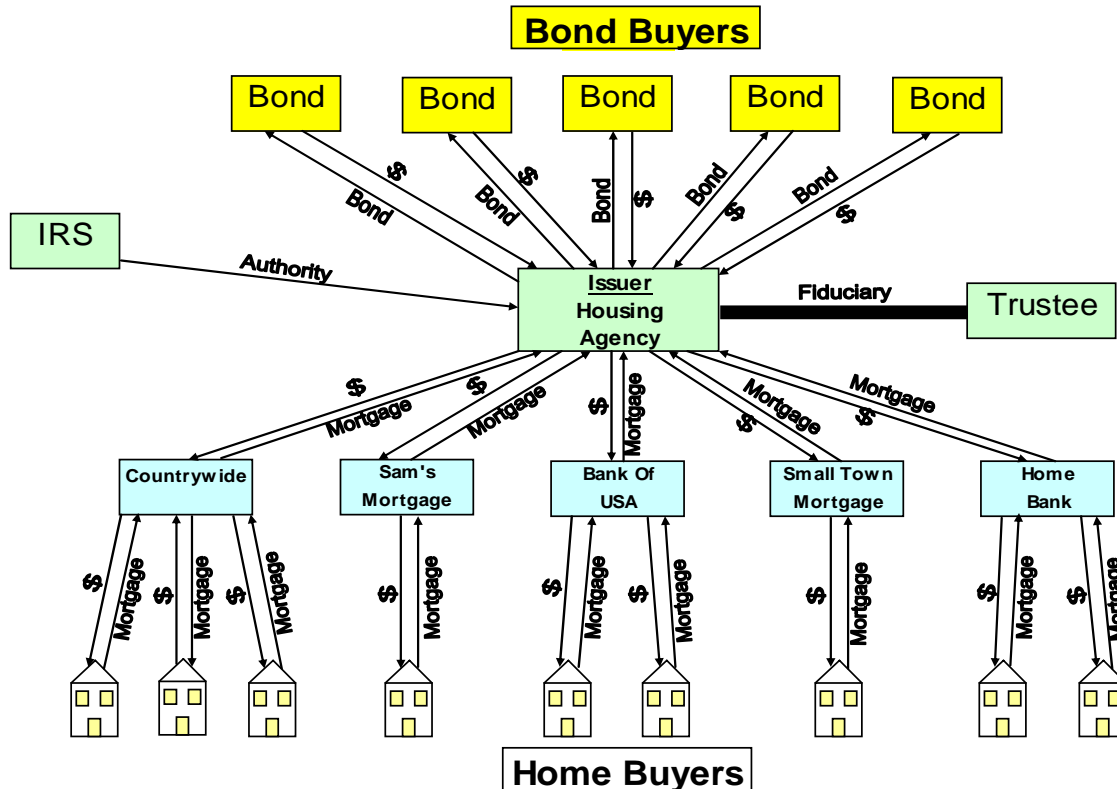 Bond Buyers
Bond
Bond
Bond
Bond
Bond
$
Bond
$
Bond
Bond
$
Bond
$
Bond
$
IRS
Authority
Issuer
Housing
Agency
Fiduciary
Trustee
$
Mortgage
$
Mortgage
$
Mortgage
Mortgage
$
Mortgage
$
Countrywide
Sam's
Mortgage
Bank Of
USA
Small Town
Mortgage
Home
Bank
$
Mortgage
$
Mortgage
$
Mortgage
$
Mortgage
$
Mortgage
$
Mortgage
$
Mortgage
$
Mortgage
$
Mortgage
Home Buyers